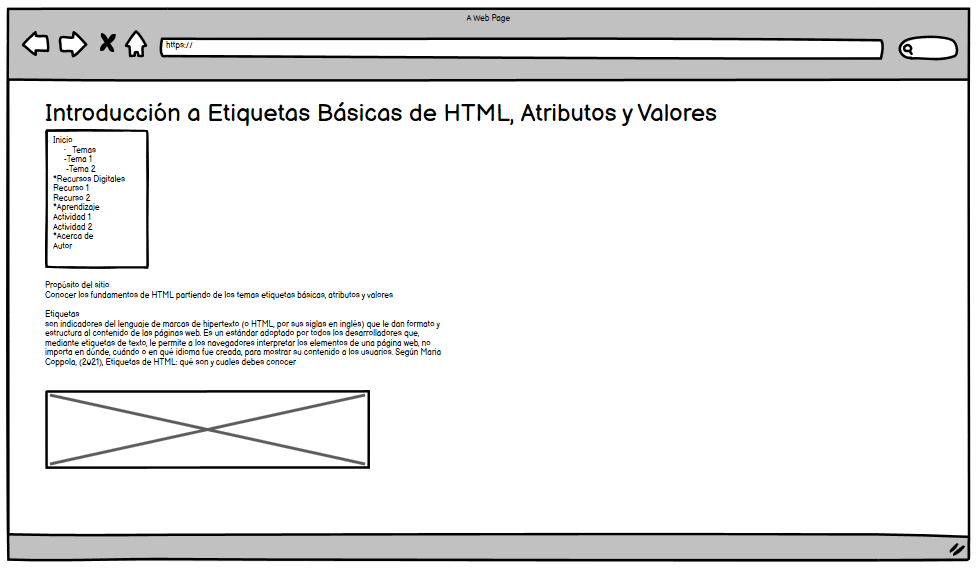 A Web Page
https://
Introducción a Etiquetas Básicas de HTML, Atributos y Valores
Inicio
- Temas
-Tema 1
-Tema 2
*Recursos Digitales
Recurso 1
Recurso 2
*Aprendizaje
Actividad 1
Actividad 2
*Acerca de
Autor
Propósito del sitio
Conocer los fundamentos de HTML partiendo de los temas etiquetas básicas, atributos y valores
Etiquetas
son indicadores del lenguaje de marcas de hipertexto (o HTML, por sus siglas en inglés) que le dan formato y
estructura al contenido de las páginas web. Es un estándar adoptado por todos los desarrolladores que,
mediante etiquetas de texto, le permite a los navegadores interpretar los elementos de una página web, no
importa en dónde, cuándo o en qué idioma fue creada, para mostrar su contenido a los usuarios. Según Maria
Coppola, (2021), Etiquetas de HTML: qué son y cuales debes conocer